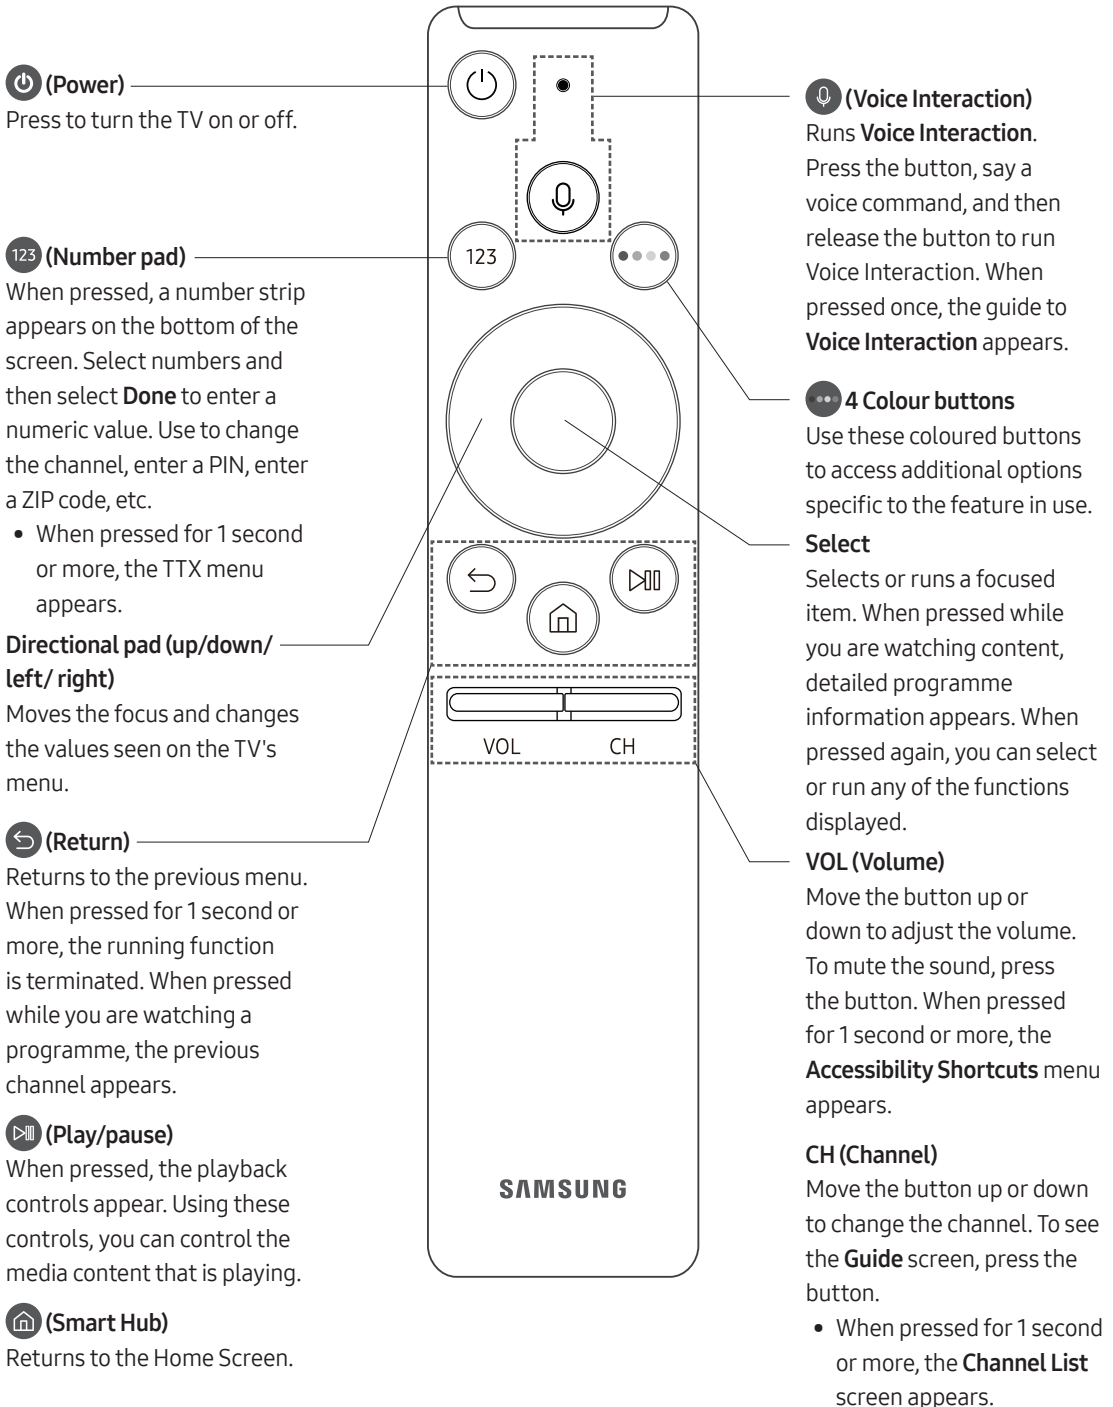 (Power)
Press to turn the TV on or off.
123 (Number pad)
When pressed, a number strip
appears on the bottom of the
screen. Select numbers and
then select Done to enter a
numeric value. Use to change
the channel, enter a PIN, enter
a ZIP code, etc.
• When pressed for 1 second
or more, the TTX menu
appears.
Directional pad (up/down/
left/ right)
Moves the focus and changes
the values seen on the TV's
menu.
(Return)
Returns to the previous menu.
When pressed for 1 second or
more, the running function
is terminated. When pressed
while you are watching a
programme, the previous
channel appears.
(Play/pause)
When pressed, the playback
controls appear. Using these
controls, you can control the
media content that is playing.
(Smart Hub)
Returns to the Home Screen.
123
VOL CH
SAMSUNG
(Voice Interaction)
Runs Voice Interaction.
Press the button, say a
voice command, and then
release the button to run
Voice Interaction. When
pressed once, the guide to
Voice Interaction appears.
4 Colour buttons
Use these coloured buttons
to access additional options
specific to the feature in use.
Select
Selects or runs a focused
item. When pressed while
you are watching content,
detailed programme
information appears. When
pressed again, you can select
or run any of the functions
displayed.
VOL (Volume)
Move the button up or
down to adjust the volume.
To mute the sound, press
the button. When pressed
for 1 second or more, the
Accessibility Shortcuts menu
appears.
CH (Channel)
Move the button up or down
to change the channel. To see
the Guide screen, press the
button.
• When pressed for 1 second
or more, the Channel List
screen appears.